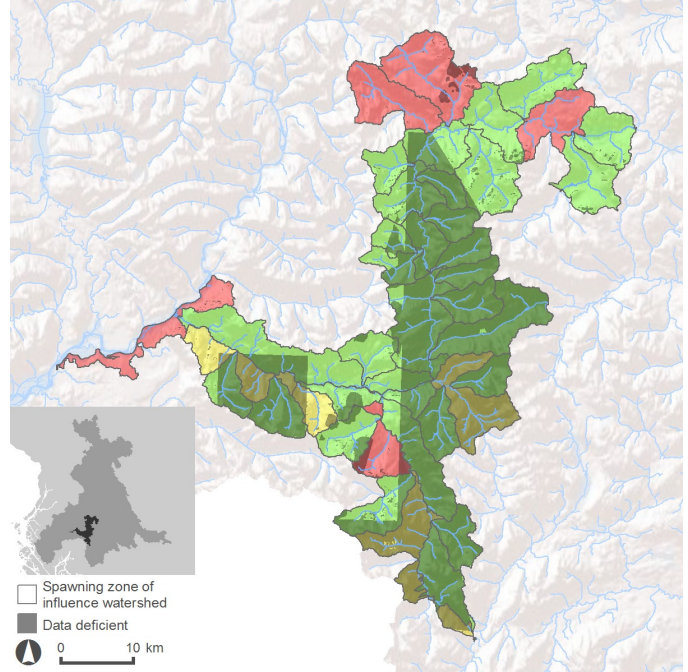 Spawning zone of
influence watershed
Data deficient
0 10 km